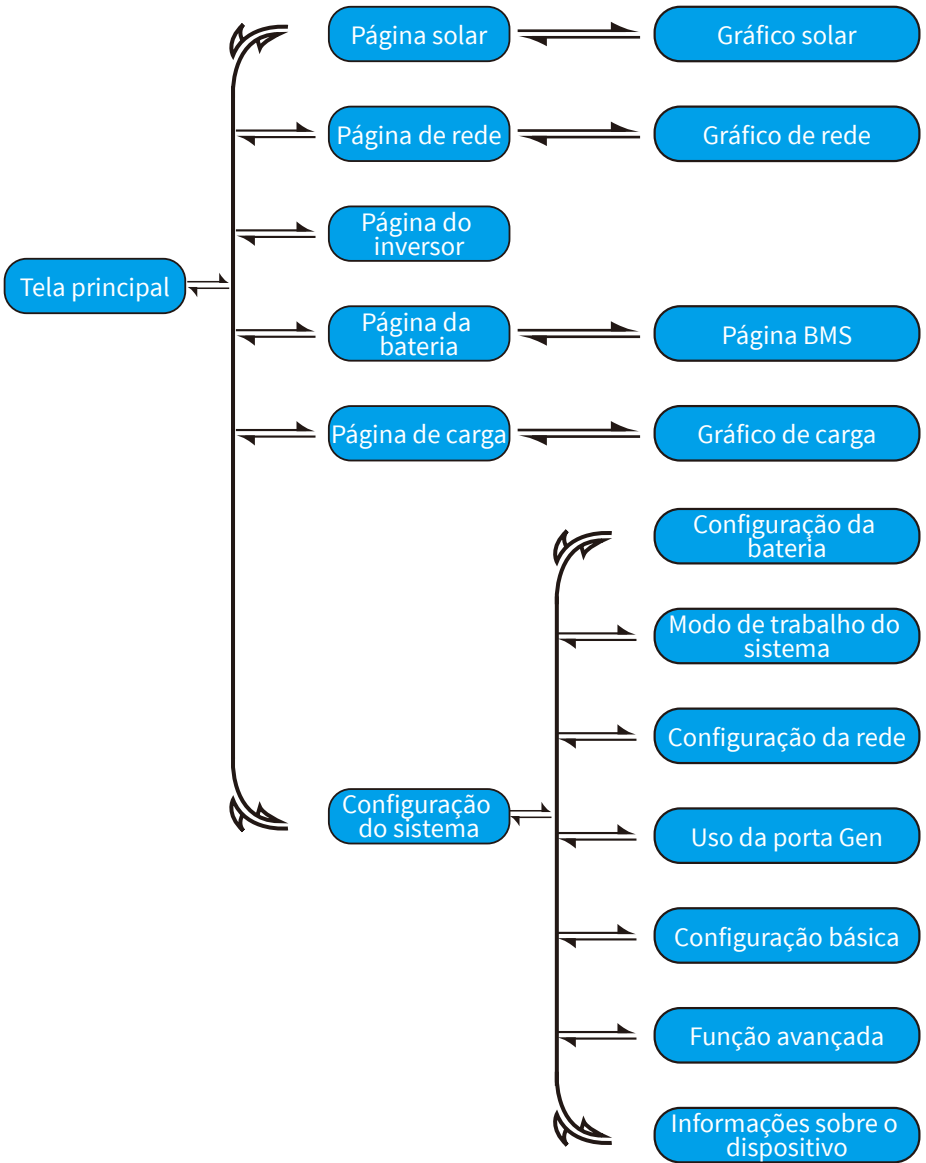 Página solar
Gráfico solar
Página de rede
Gráfico de rede
Página do
inversor
Tela principal
Página da
bateria
Página BMS
Página de carga
Gráfico de carga
Configuração da
bateria
Modo de trabalho do
sistema
Configuração da rede
Configuração
do sistema
Uso da porta Gen
Configuração básica
Função avançada
Informações sobre o
dispositivo